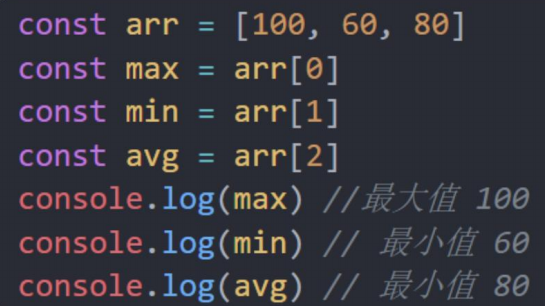 const arr = [100, 60, 80]
const max = arr[0]
const min = arr[1]
const avg = arr[2]
console.log(max) //最大值 100
console.log(min) // 最小值 60
console.log(avg) // 最小值 80